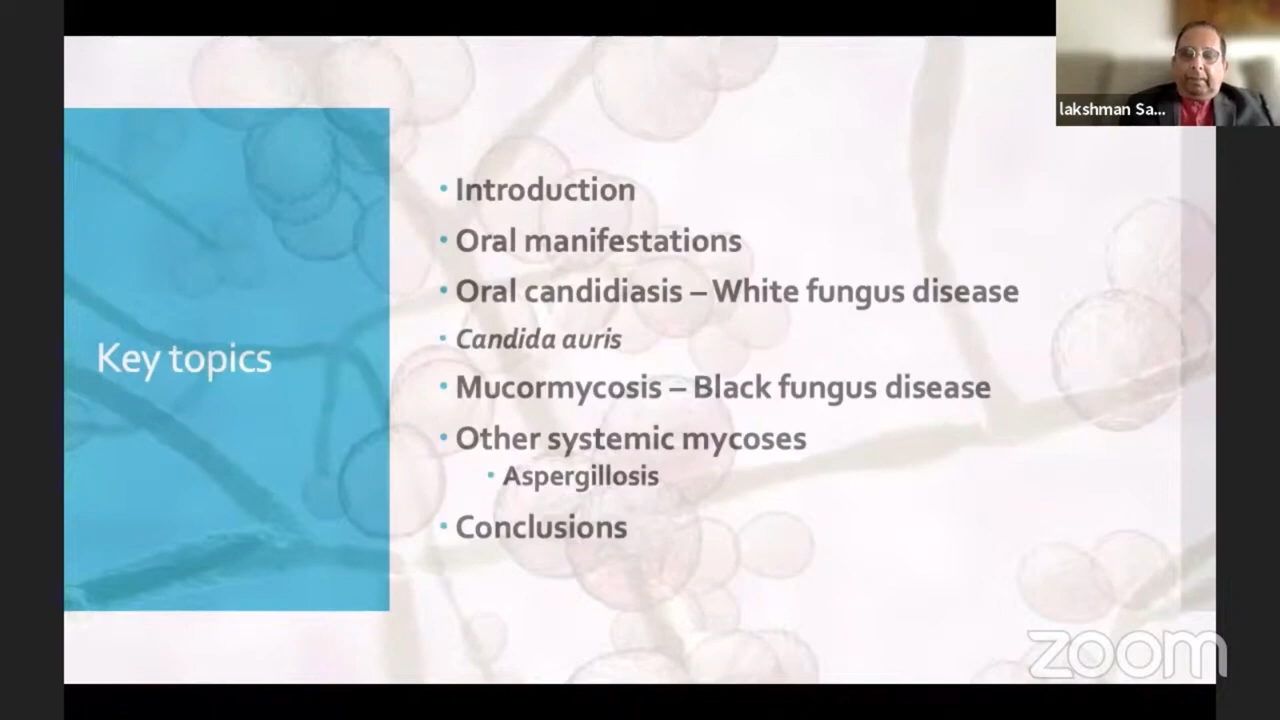 lakshman Sa...
Key topics
• Introduction
• Oral manifestations
• Oral candidiasis – White fungus disease
• Candida auris
• Mucormycosis – Black fungus disease
• Other systemic mycoses
• Aspergillosis
• Conclusions
zoom